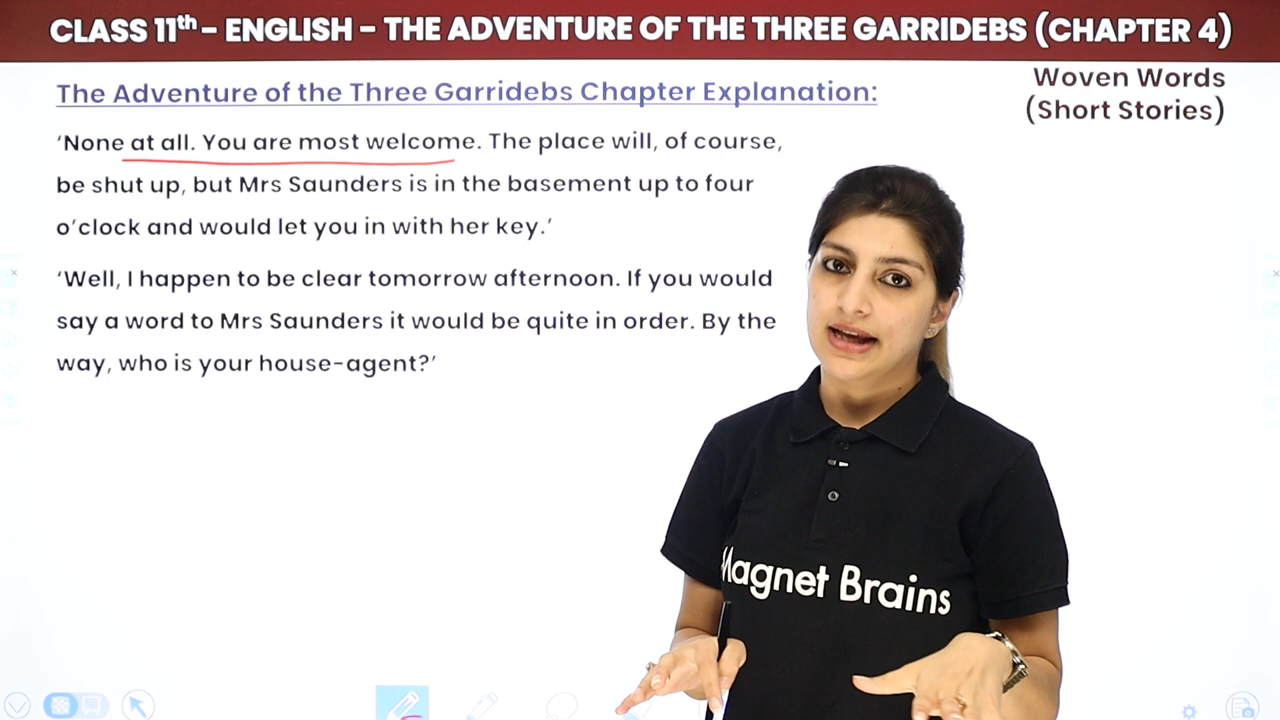 CLASS 11th - ENGLISH - THE ADVENTURE OF THE THREE GARRIDEBS (CHAPTER 4)
Woven Words
(Short Stories)
The Adventure of the Three Garridebs Chapter Explanation:
‘None at all. You are most welcome. The place will, of course,
be shut up, but Mrs Saunders is in the basement up to four
o’clock and would let you in with her key.’
‘Well, I happen to be clear tomorrow afternoon. If you would
say a word to Mrs Saunders it would be quite in order. By the
way, who is your house-agent?’
Magnet Brains